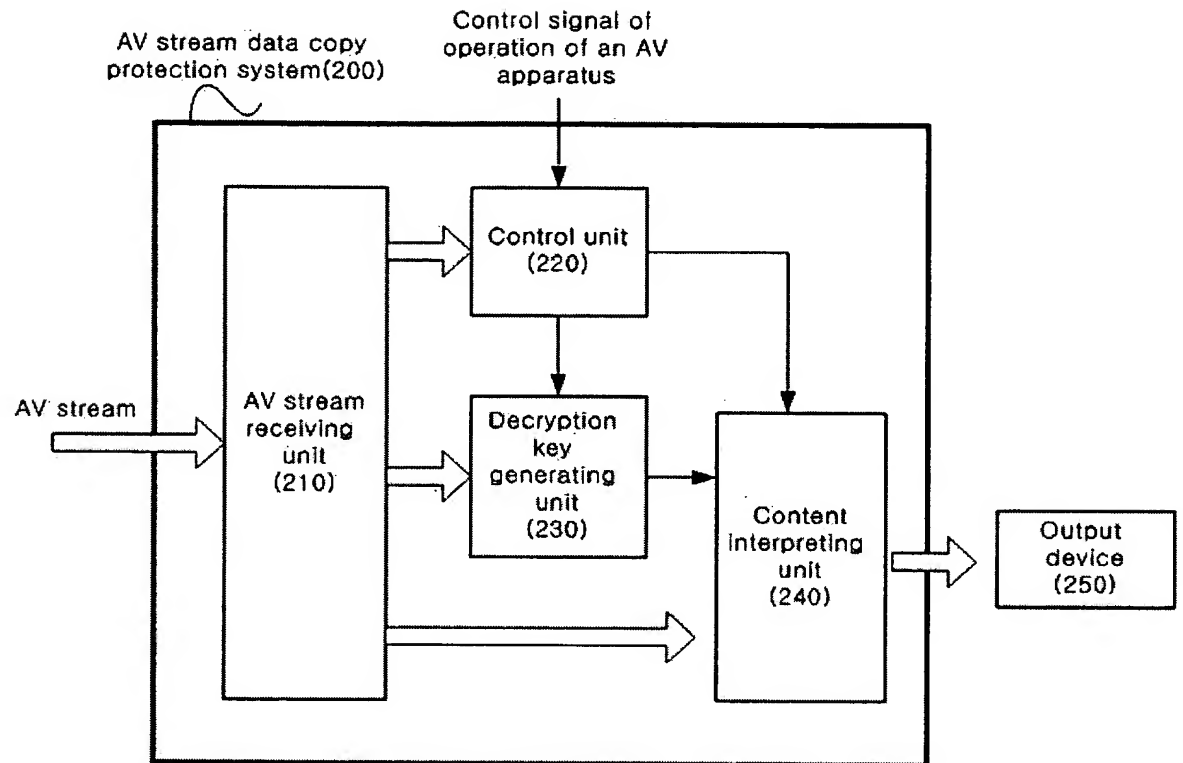 AV stream data copy
protection system(200)
Control signal of
operation of an AV
apparatus
Control unit
(220)
AV stream
AV stream
receiving
unit
(210)
Decryption
key
generating
unit
(230)
Content
interpreting
unit
(240)
Output
device
(250)